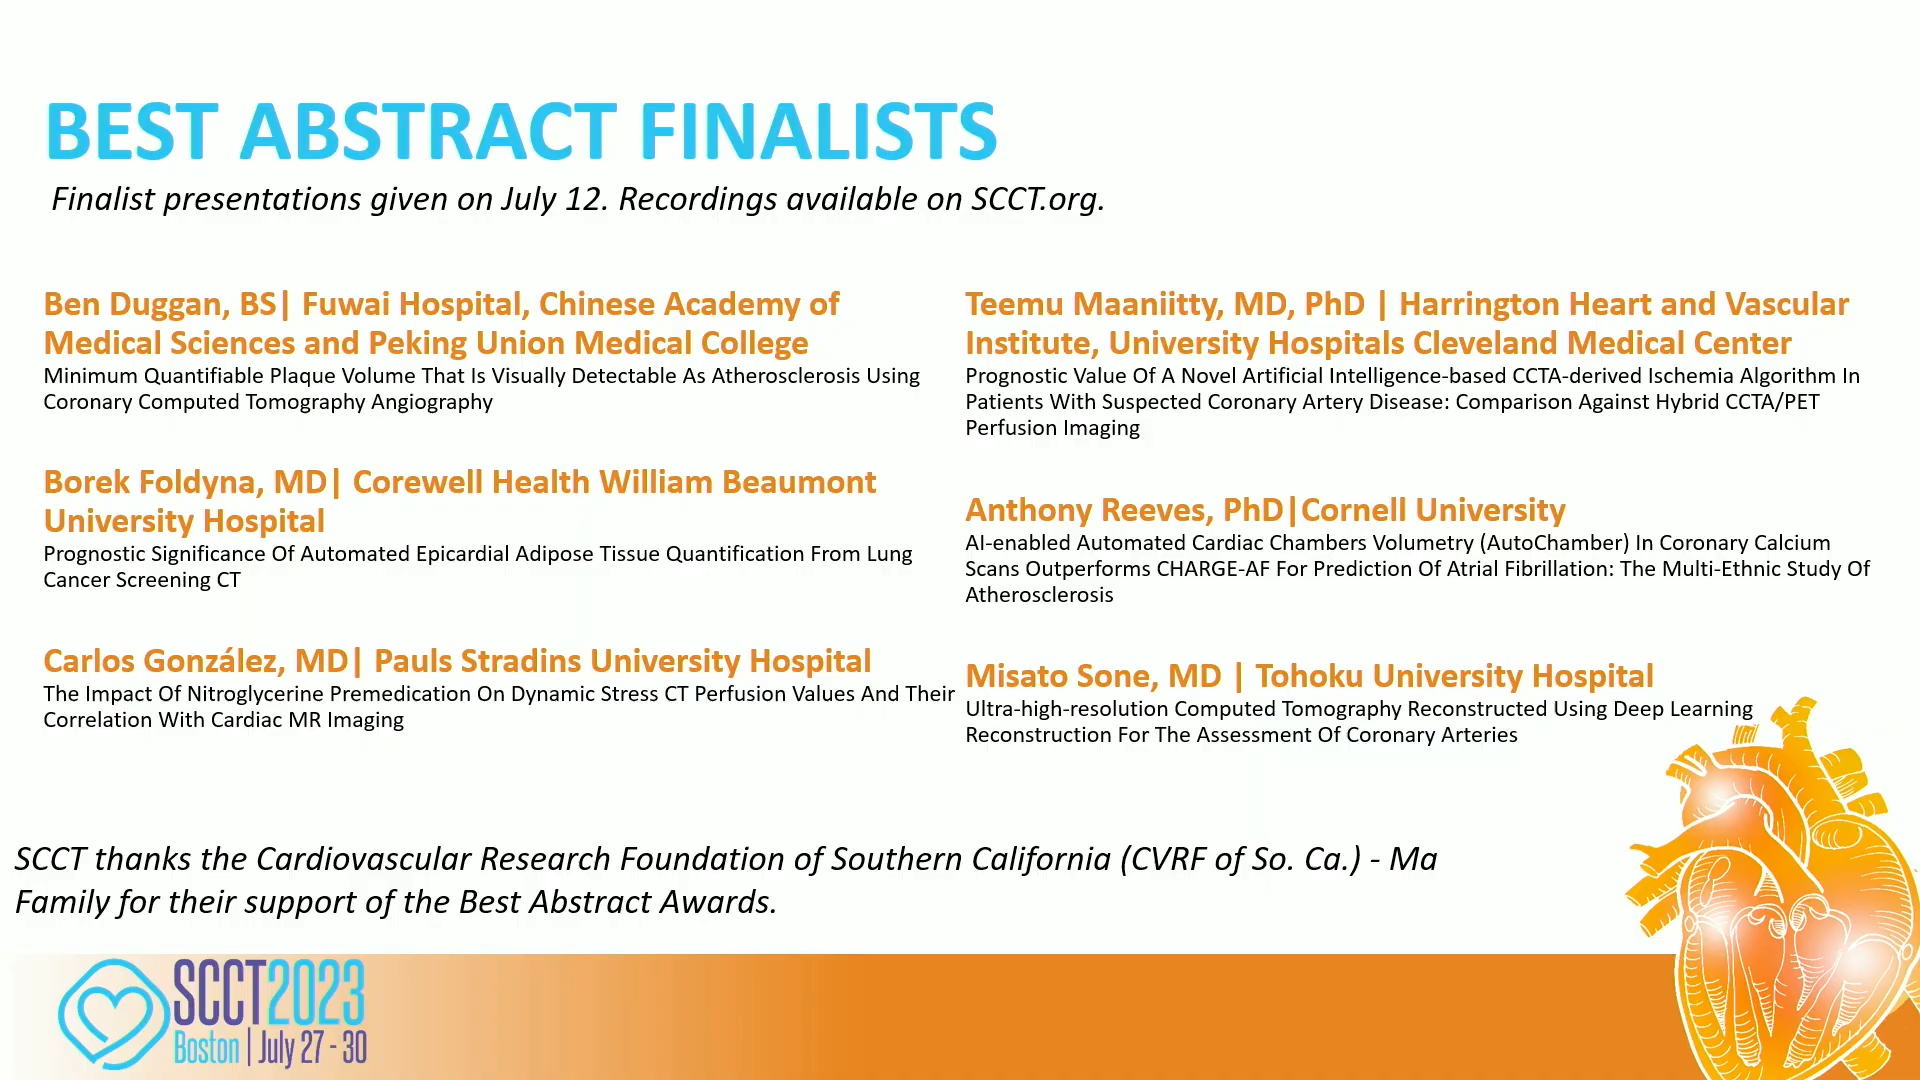 BEST ABSTRACT FINALISTS
Finalist presentations given on July 12. Recordings available on SCCT.org.
Ben Duggan, BS| Fuwai Hospital, Chinese Academy of
Medical Sciences and Peking Union Medical College
Minimum Quantifiable Plaque Volume That Is Visually Detectable As Atherosclerosis Using
Coronary Computed Tomography Angiography
Borek Foldyna, MD| Corewell Health William Beaumont
University Hospital
Prognostic Significance Of Automated Epicardial Adipose Tissue Quantification From Lung
Cancer Screening CT
Carlos González, MD| Pauls Stradins University Hospital
The Impact Of Nitroglycerine Premedication On Dynamic Stress CT Perfusion Values And Their
Correlation With Cardiac MR Imaging
Teemu Maaniitty, MD, PhD | Harrington Heart and Vascular
Institute, University Hospitals Cleveland Medical Center
Prognostic Value Of A Novel Artificial Intelligence-based CCTA-derived Ischemia Algorithm In
Patients With Suspected Coronary Artery Disease: Comparison Against Hybrid CCTA/PET
Perfusion Imaging
Anthony Reeves, PhD|Cornell University
AI-enabled Automated Cardiac Chambers Volumetry (AutoChamber) In Coronary Calcium
Scans Outperforms CHARGE-AF For Prediction Of Atrial Fibrillation: The Multi-Ethnic Study Of
Atherosclerosis
Misato Sone, MD | Tohoku University Hospital
Ultra-high-resolution Computed Tomography Reconstructed Using Deep Learning
Reconstruction For The Assessment Of Coronary Arteries
SCCT thanks the Cardiovascular Research Foundation of Southern California (CVRF of So. Ca.) - Ma
Family for their support of the Best Abstract Awards.
SCCT2023
Boston | July 27 - 30